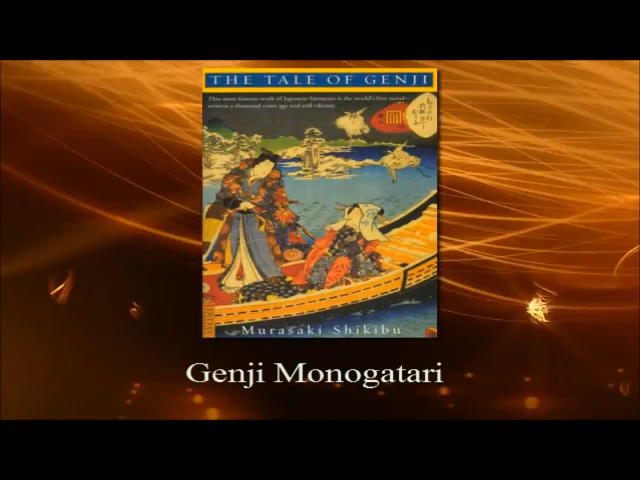 THE TALE OF GENJI
This most famous work of Japanese literature is the world's first novel—
written a thousand years ago and still vibrant.
Murasaki Shikibu
Genji Monogatari